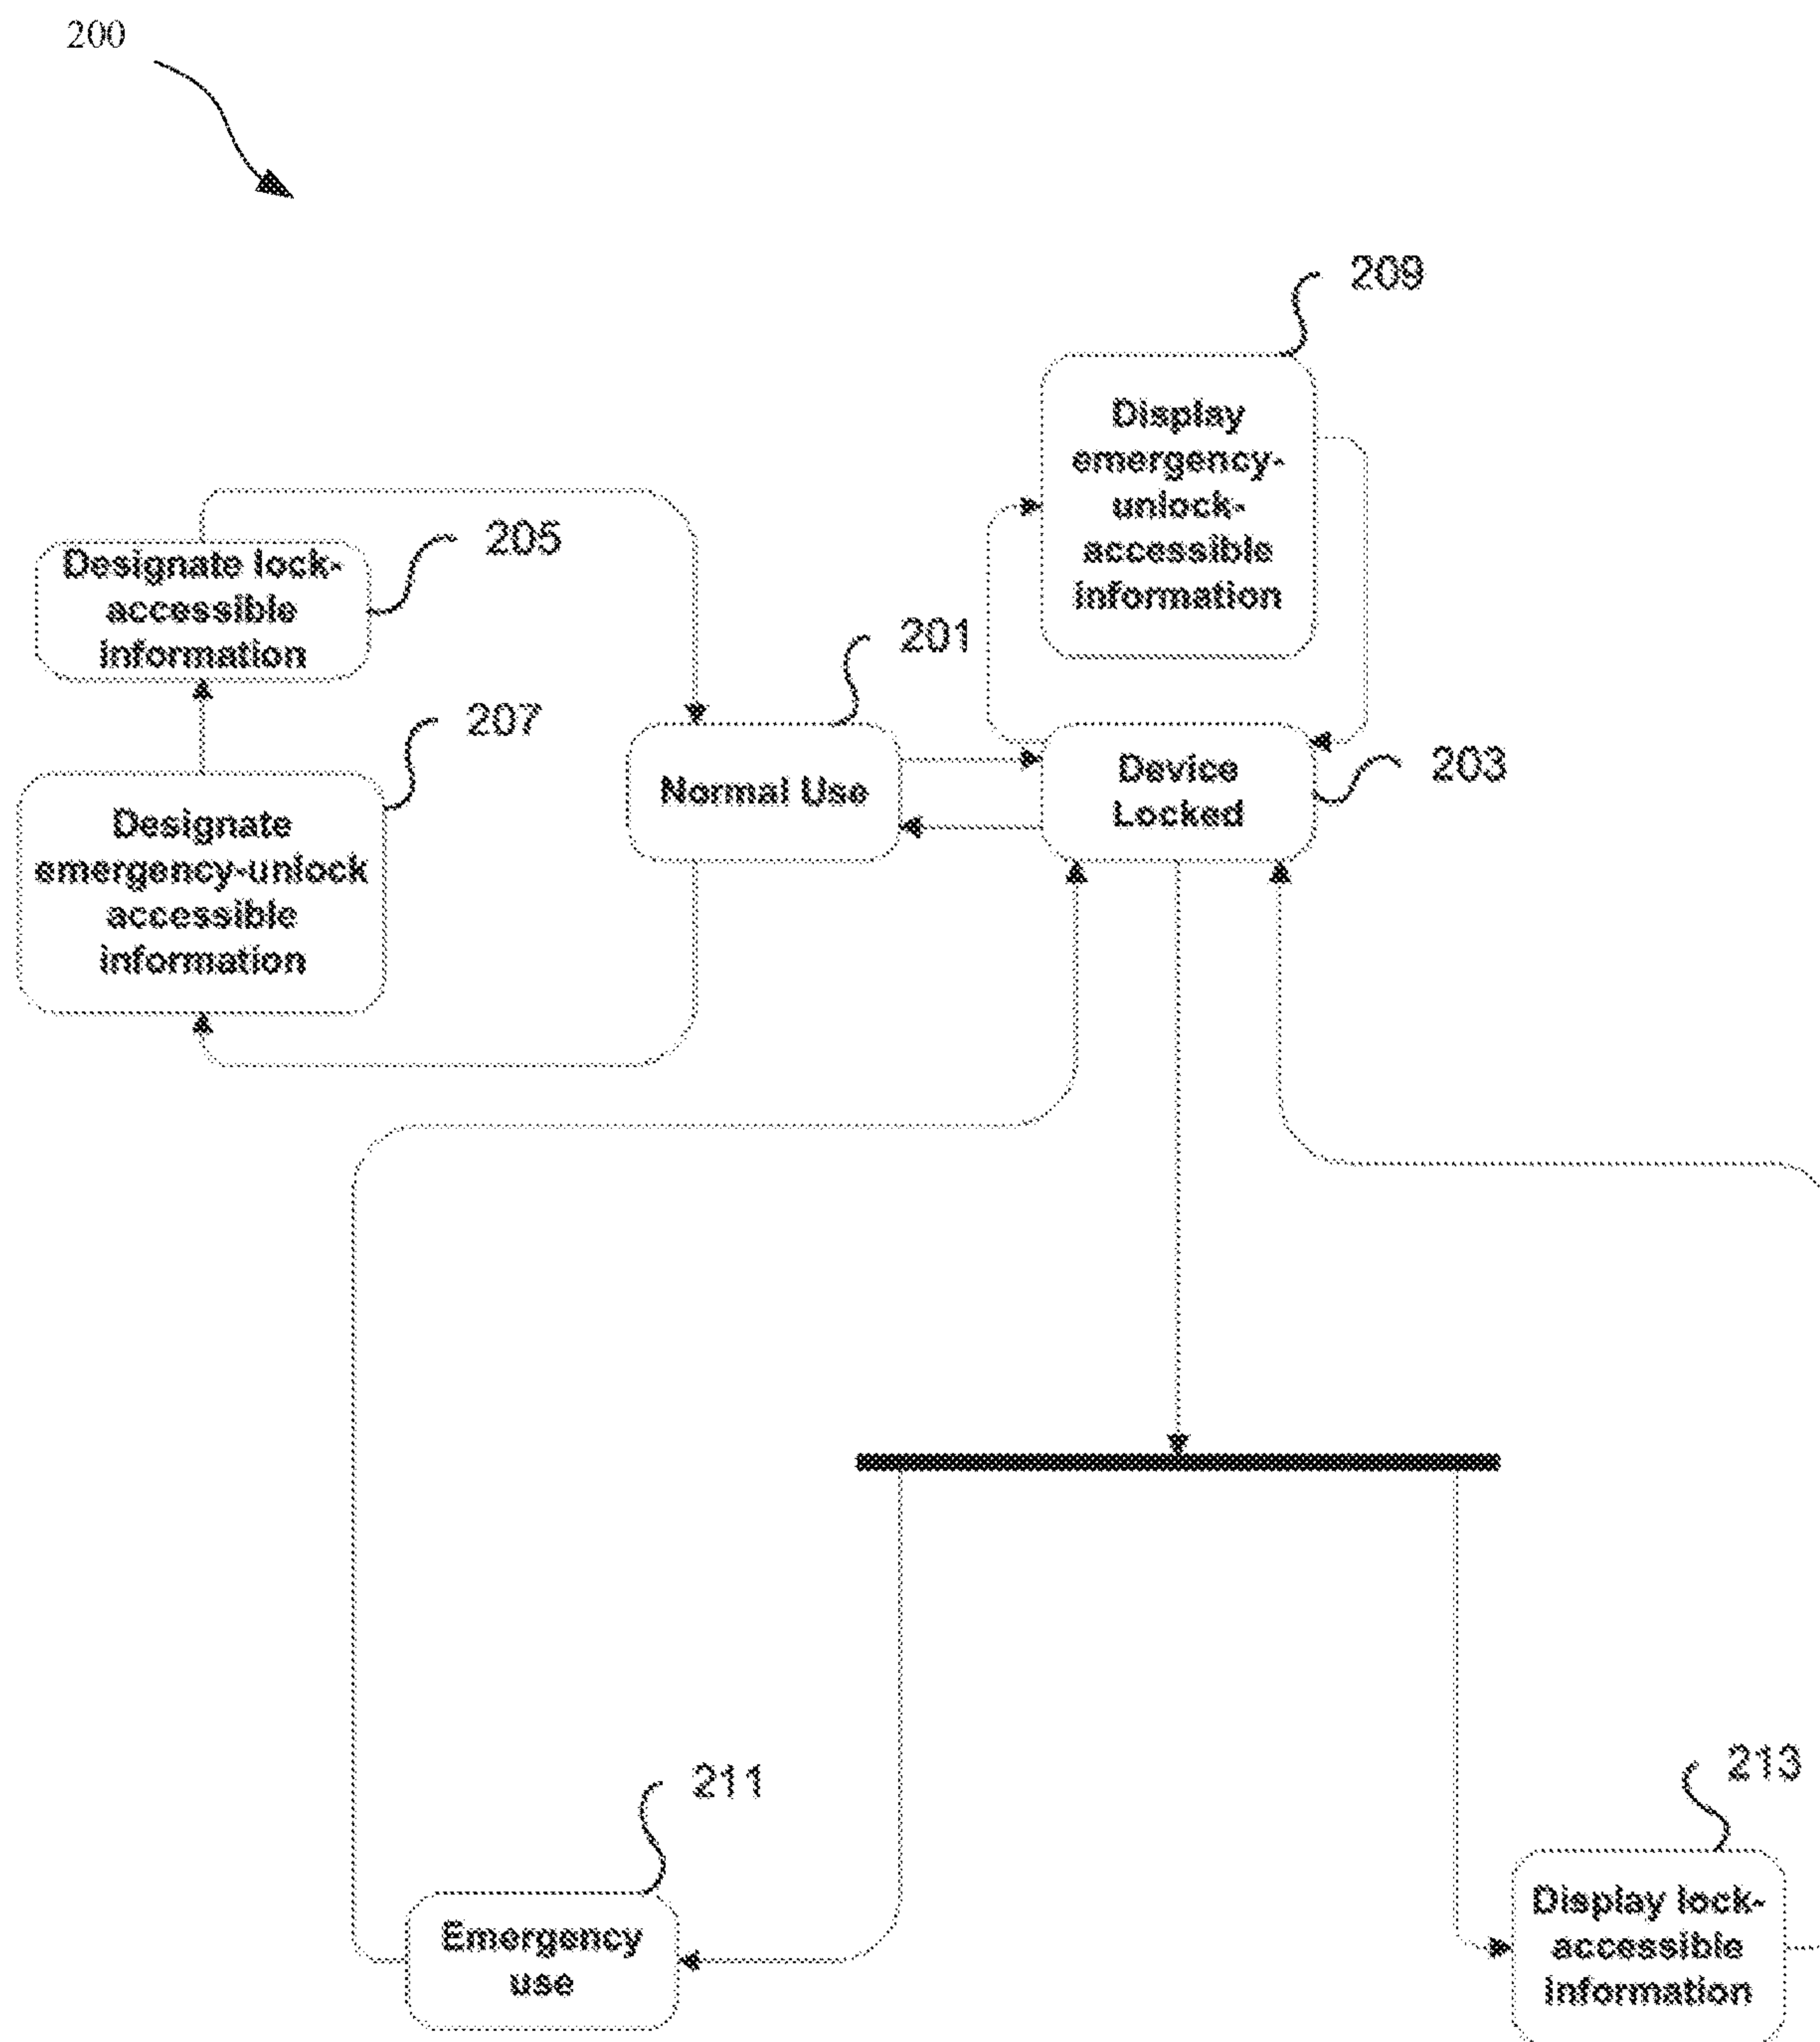 200
209
Display
emergency-
unlock-
accessible
information
205
Designate lock-
accessible
information
201
207
Normal Use
Device
Locked
203
Designate
emergency-unlock
accessible
information
211
213
Emergency
use
Display lock-
accessible
information